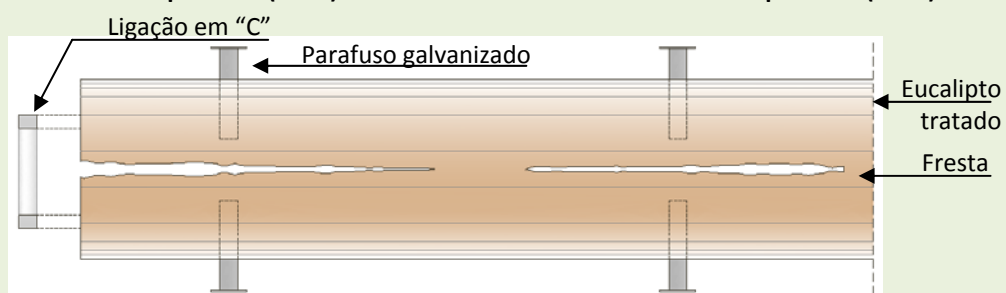 Ligação em “C”
Parafuso galvanizado
Eucalipto
tratado
Fresta